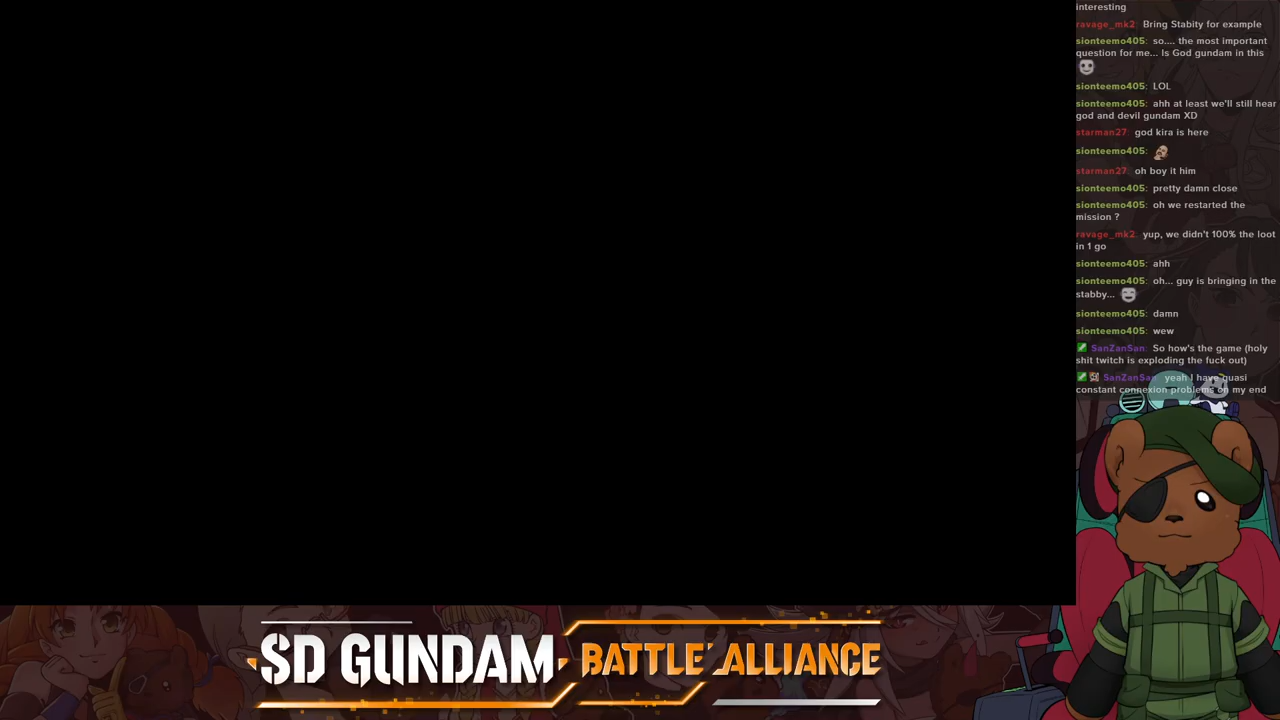 interesting
ravage_mk2: Bring Stabity for example
sionteemo405: so.... the most important
question for me... Is God gundam in this
sionteemo405: LOL
sionteemo405: ahh at least we'll still hear
god and devil gundam XD
starman27: god kira is here
sionteemo405:
starman27: oh boy it him
sionteemo405: pretty damn close
sionteemo405: oh we restarted the
mission ?
ravage_mk2: yup, we didn't 100% the loot
in 1 go
sionteemo405: ahh
sionteemo405: oh... guy is bringing in the
stabby...
sionteemo405: damn
sionteemo405: wew
SanZanSan: So how's the game (holy
shit twitch is exploding the fuck out)
SanZanSan: yeah I have quasi
constant connexion problems on my end
SD GUNDAM BATTLE ALLIANCE